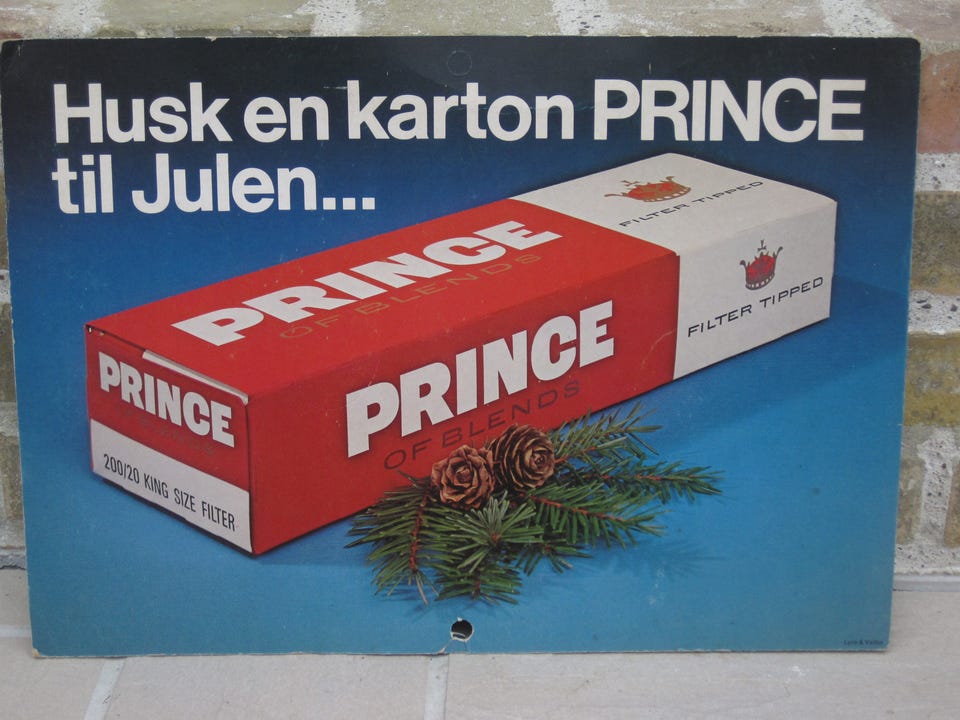 Husk en karton PRINCE
til Julen...
FILTER TIPPED
PRINCE
OF BLENDS
FILTER TIPPED
PRINCE
OF BLENDS
PRINCE
200/20 KING SIZE FILTER